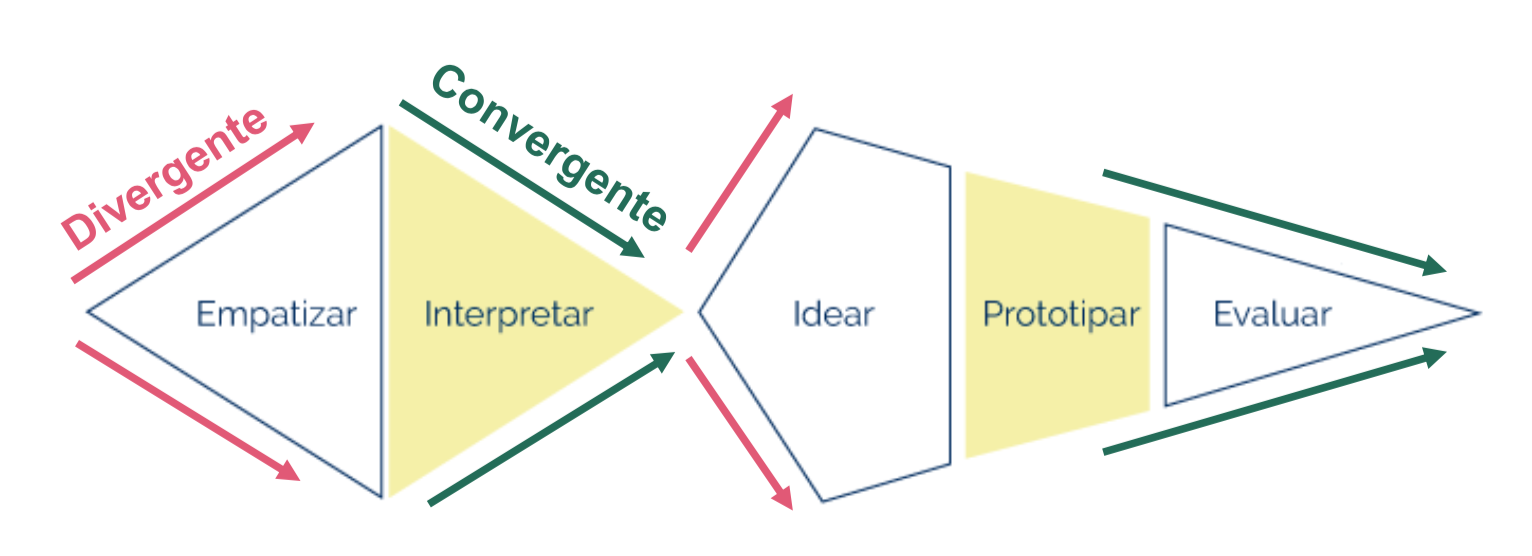 Divergente
Convergente
Empatizar
Interpretar
Idear
Prototipar
Evaluar